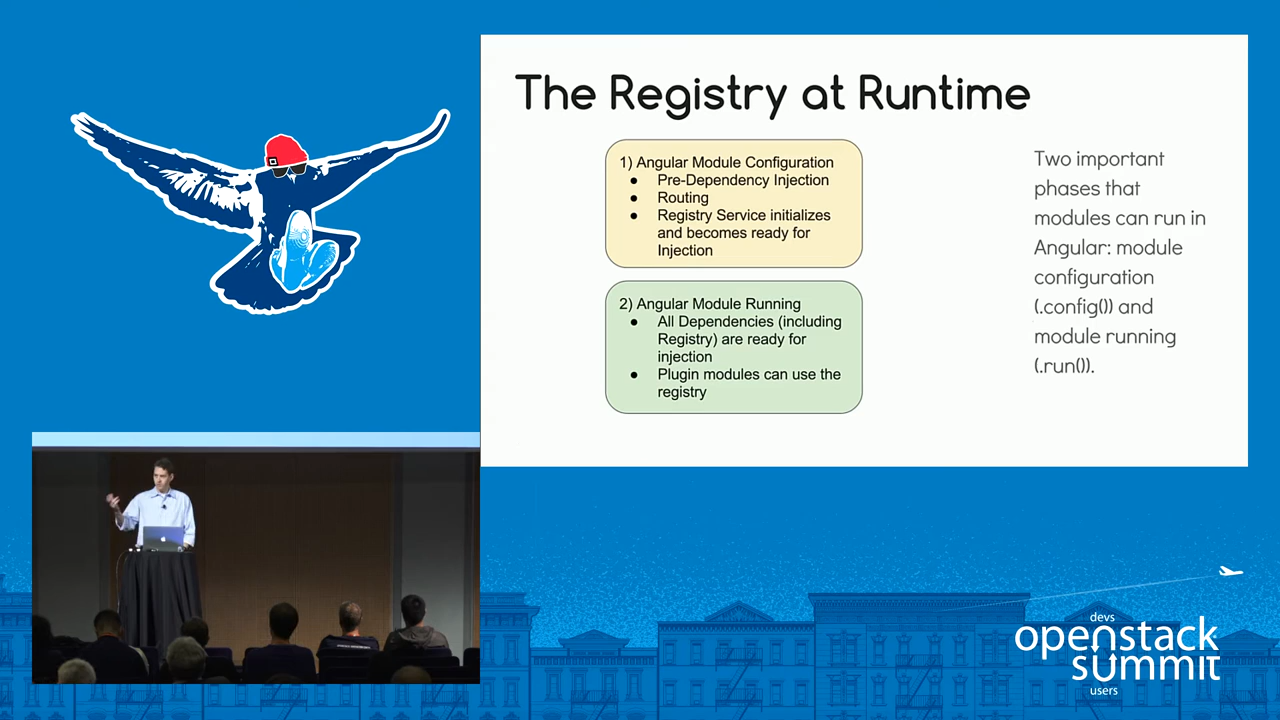 The Registry at Runtime
1) Angular Module Configuration
● Pre-Dependency Injection
● Routing
● Registry Service initializes
and becomes ready for
Injection
2) Angular Module Running
● All Dependencies (including
Registry) are ready for
injection
● Plugin modules can use the
registry
Two important
phases that
modules can run in
Angular: module
configuration
(.config()) and
module running
(.run()).
devs
openstack
summit
users